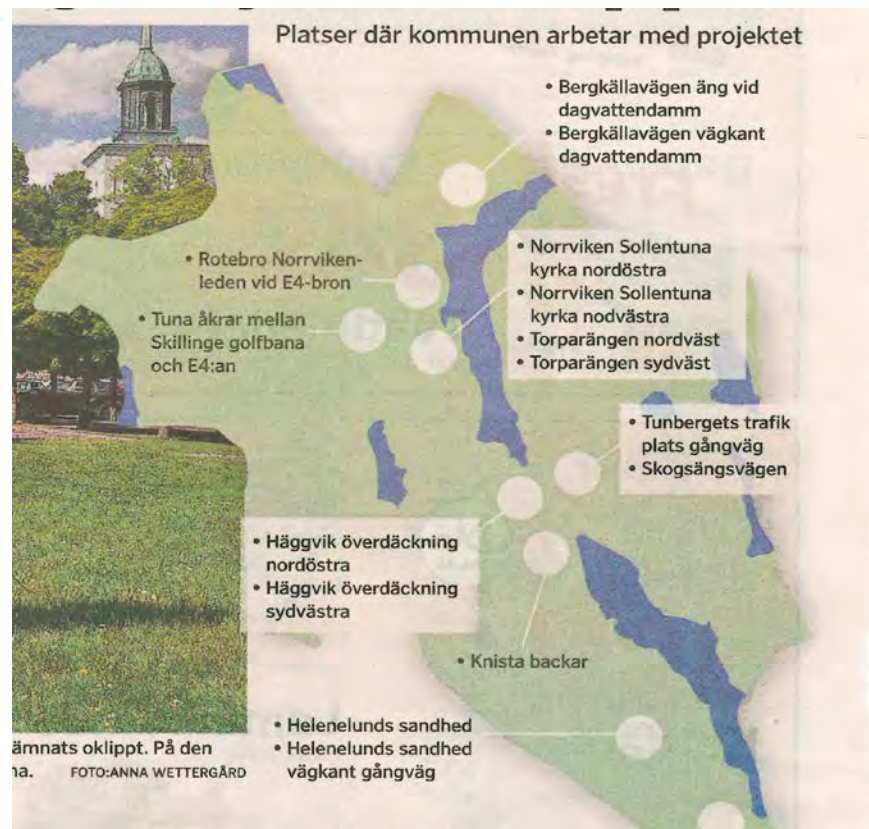 Platser där kommunen arbetar med projektet
• Bergkällavägen äng vid
dagvattendamm
• Bergkällavägen vägkant
dagvattendamm
• Rotebro Norrviken-
leden vid E4-bron
• Norrviken Sollentuna
kyrka nordöstra
• Norrviken Sollentuna
kyrka nodvästra
• Torparängen nordväst
• Torparängen sydväst
• Tuna åkrar mellan
Skillinge golfbana
och E4:an
• Tunbergets trafik
plats gångväg
• Skogsängsvägen
• Häggvik överdäckning
nordöstra
• Häggvik överdäckning
sydvästra
• Knista backar
• Helenelunds sandhed
• Helenelunds sandhed
vägkant gångväg
ämnats oklippt. På den
na. FOTO:ANNA WETTERGÅRD